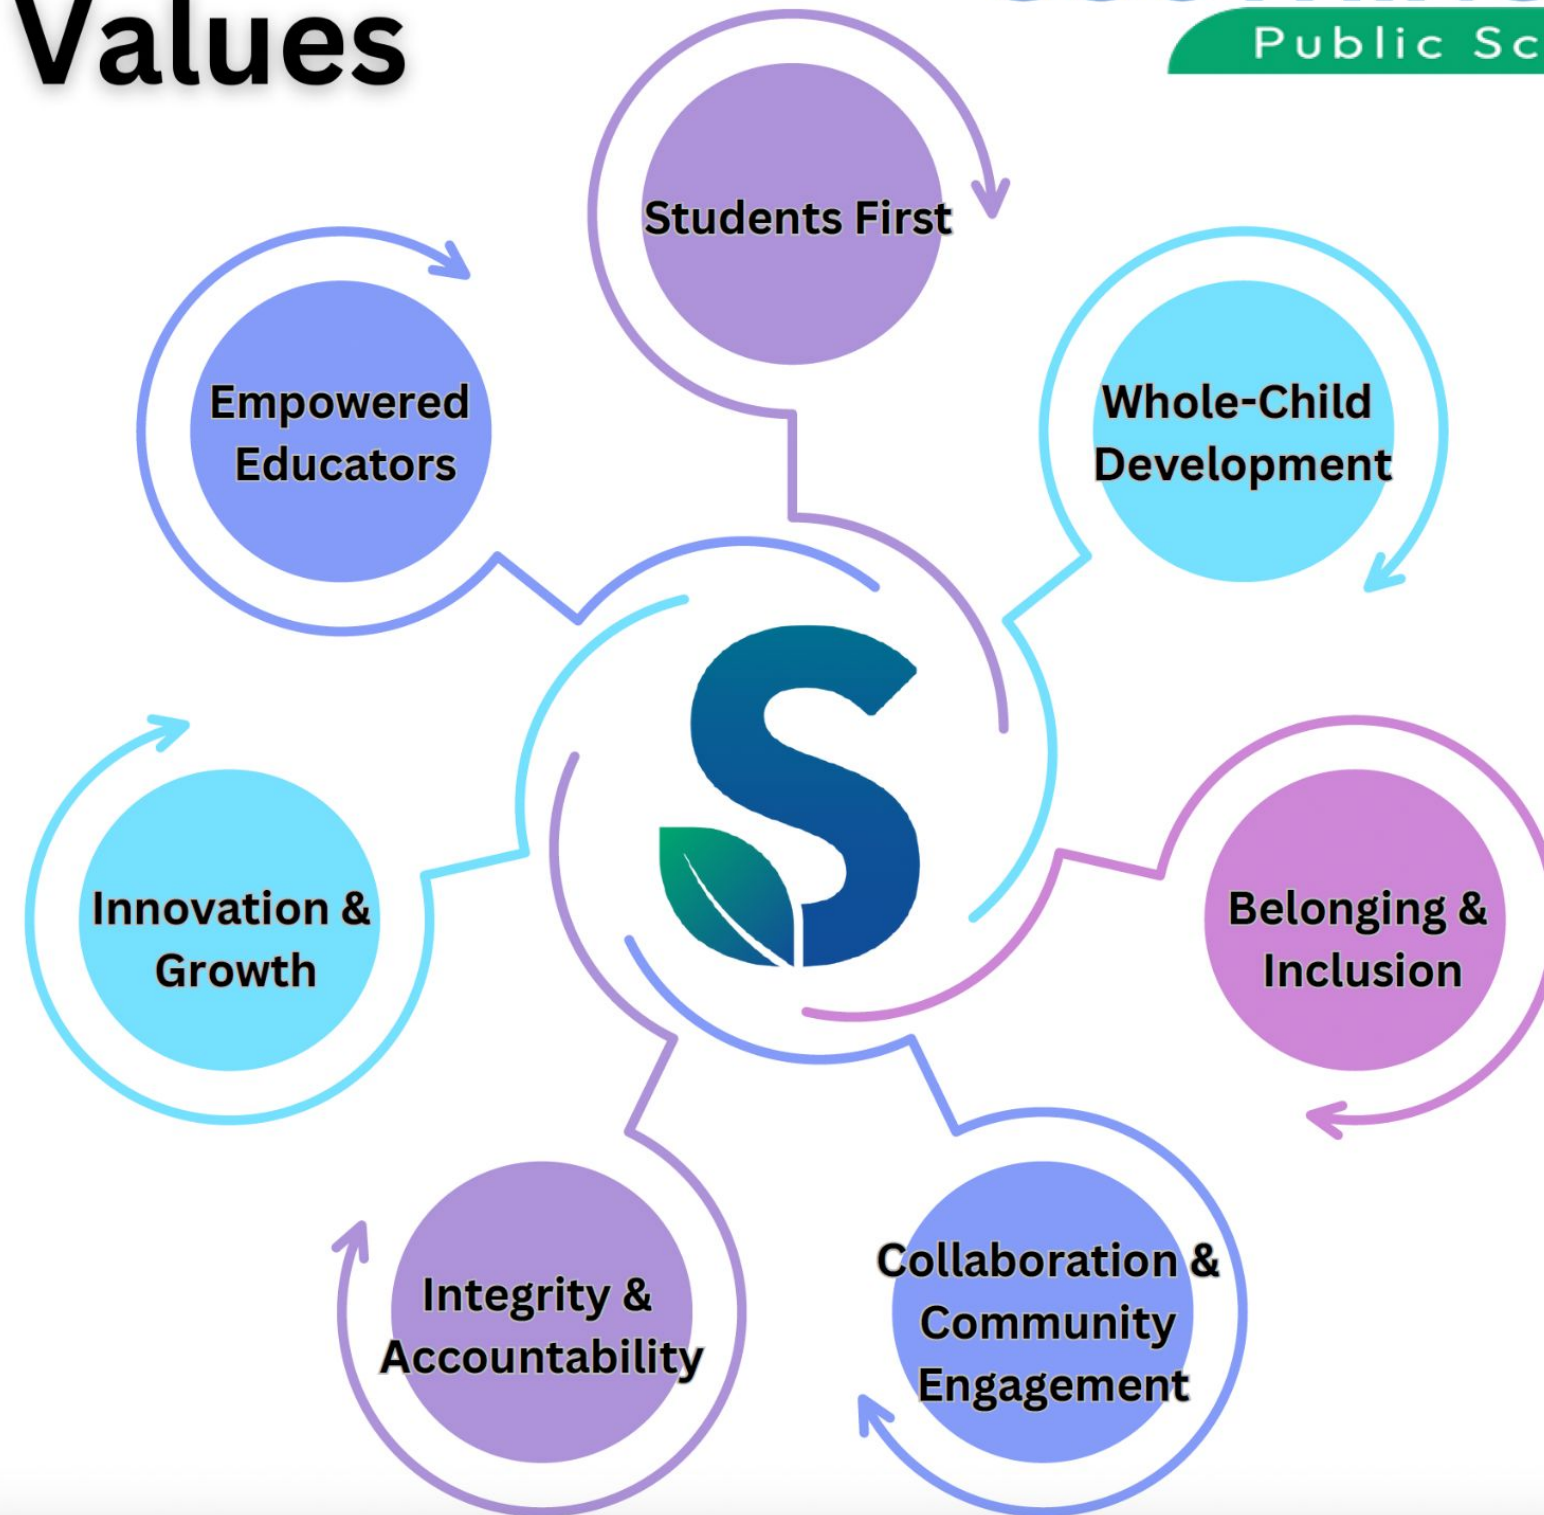 Values
Public Sc
Students First
Empowered
Educators
Whole-Child
Development
Innovation &
Growth
Belonging &
Inclusion
Integrity &
Accountability
Collaboration &
Community
Engagement
S